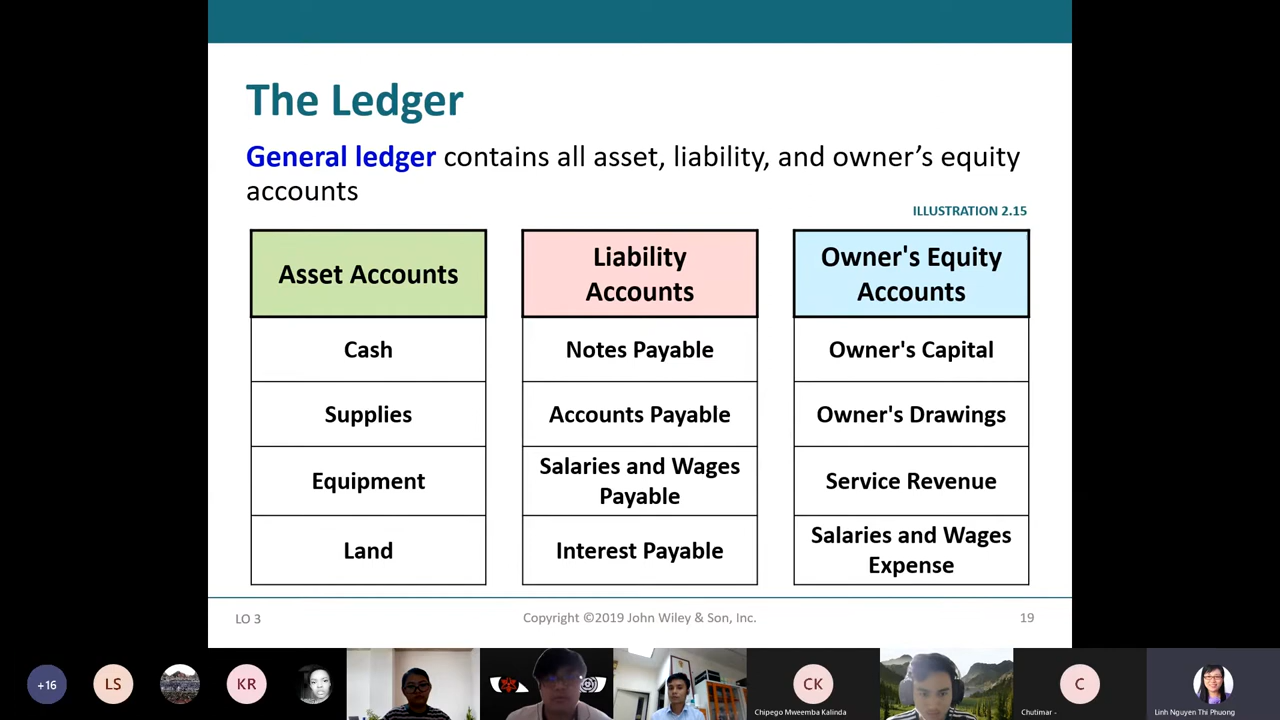 The Ledger
General ledger contains all asset, liability, and owner’s equity
accounts
ILLUSTRATION 2.15
Asset Accounts
Liability
Accounts
Owner's Equity
Accounts
Cash
Notes Payable
Owner's Capital
Supplies
Accounts Payable
Owner's Drawings
Equipment
Salaries and Wages
Payable
Service Revenue
Land
Interest Payable
Salaries and Wages
Expense
LO 3
Copyright ©2019 John Wiley & Son, Inc.
19
+16
LS
KR
CK
Chipego Mweemba Kalinda
C
Chutimar -
Linh Nguyen Thi Phuong